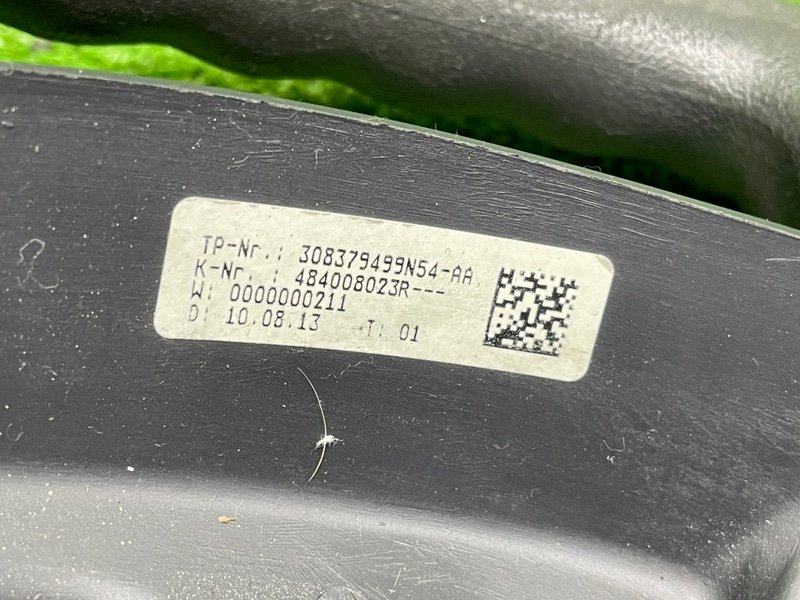 TP-Nr.: 308379499N54-AA
K-Nr. : 484008023R---
W: 0000000211
D: 10.08.13 T: 01